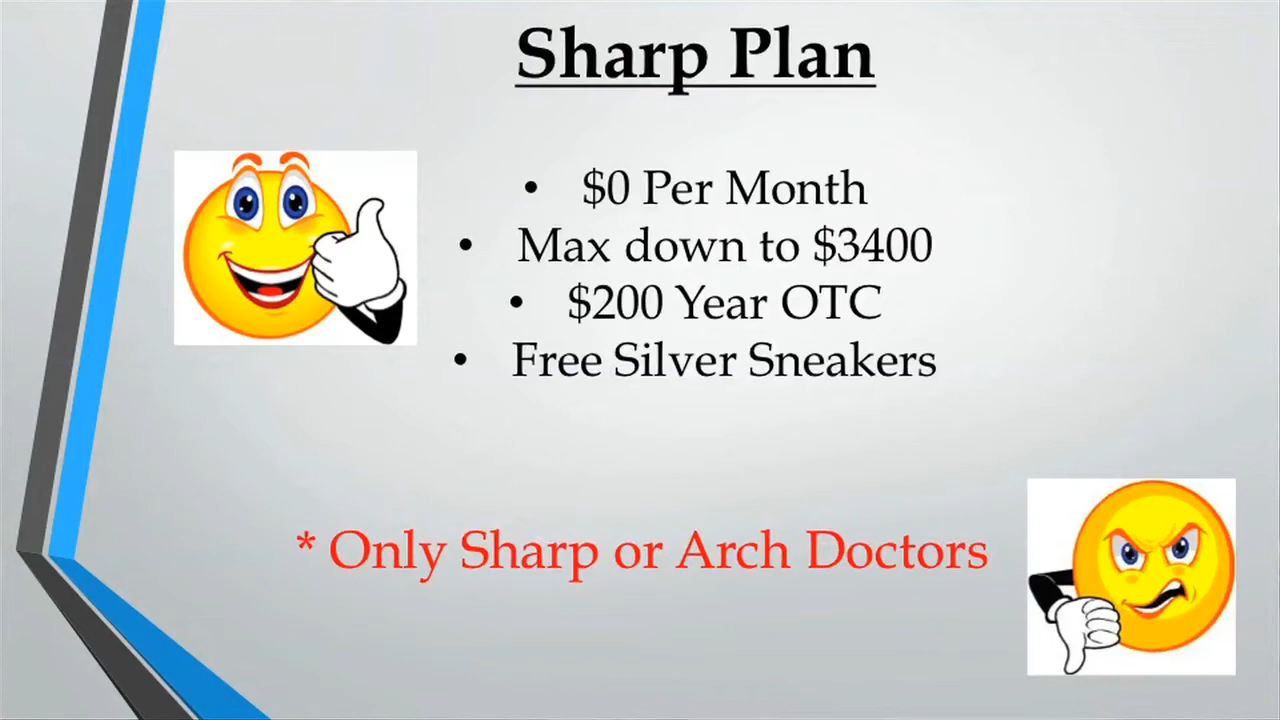 Sharp Plan
• $0 Per Month
• Max down to $3400
• $200 Year OTC
• Free Silver Sneakers
* Only Sharp or Arch Doctors